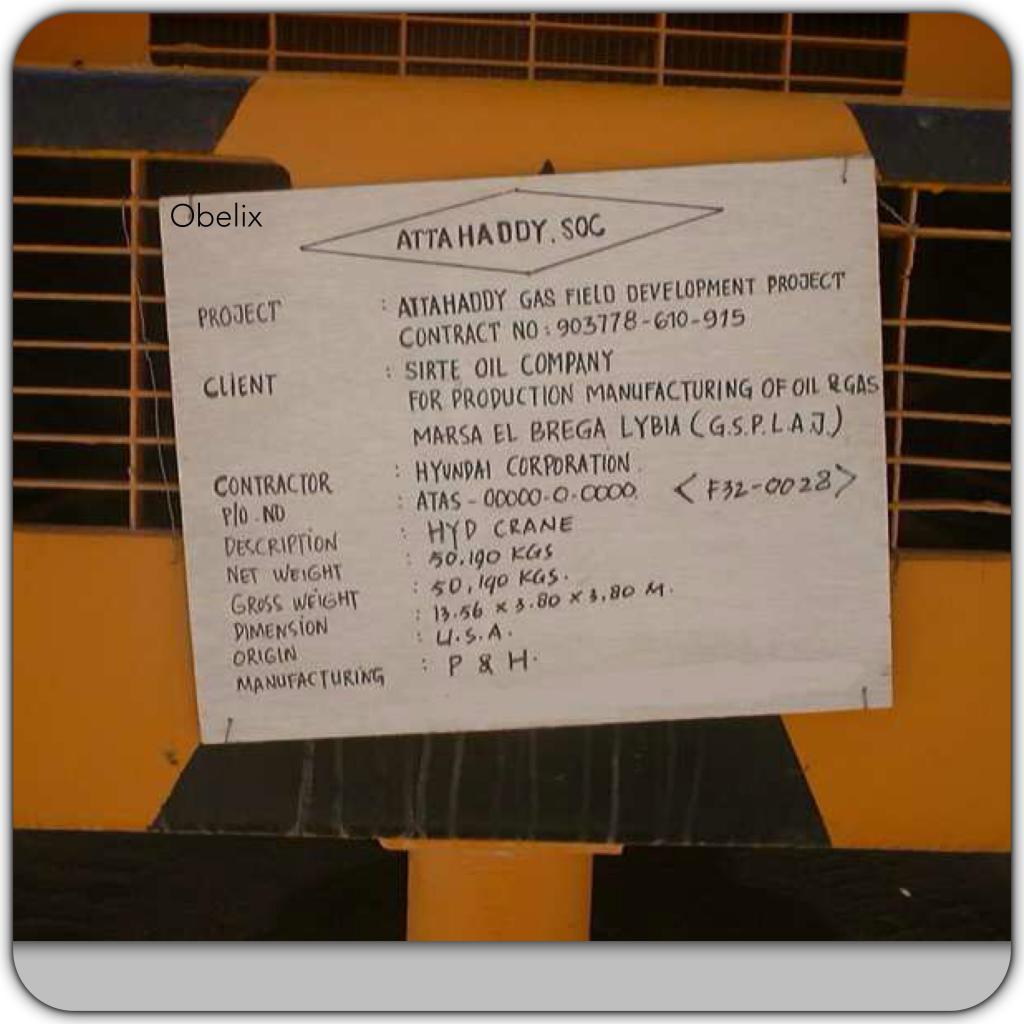 Obelix
ATTAHADDY. SOC
PROJECT : ATTAHADDY GAS FIELD DEVELOPMENT PROJECT
CONTRACT NO : 903778-610-915
CLIENT : SIRTE OIL COMPANY
FOR PRODUCTION MANUFACTURING OF OIL & GAS
MARSA EL BREGA LYBIA (G.S.P.L.A.J.)
CONTRACTOR : HYUNDAI CORPORATION
P/O. NO : ATAS-00000-0-0000 <F32-0028>
DESCRIPTION : HYD CRANE
NET WEIGHT : 50.190 KGS
GROSS WEIGHT : 50,190 KGS.
DIMENSION : 13.56 x 3.80 x 3.80 M.
ORIGIN : U.S.A.
MANUFACTURING : P & H.